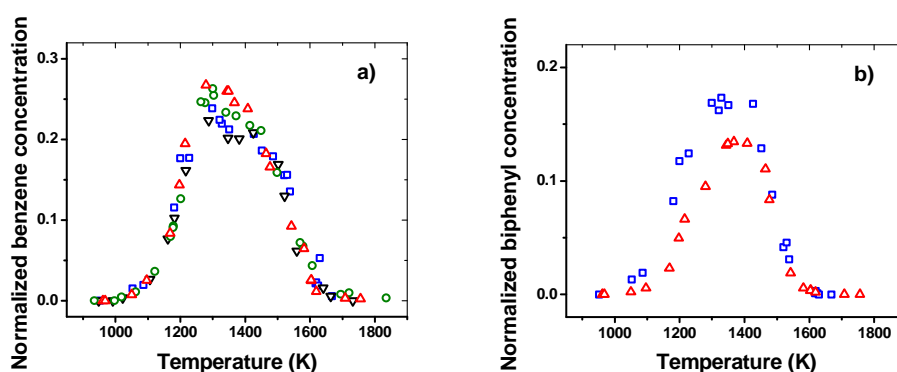 Normalized benzene concentration
0.3
0.2
0.1
0.0
a)
1000 1200 1400 1600 1800
Temperature (K)
Normalized biphenyl concentration
0.2
0.1
0.0
b)
1000 1200 1400 1600 1800
Temperature (K)